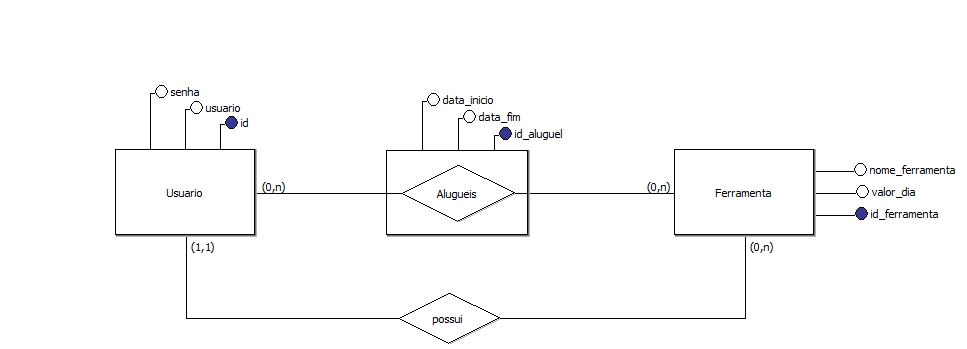 senha
usuario
id
data_inicio
data_fim
id_aluguel
Usuario
(0,n)
Alugueis
(0,n)
Ferramenta
nome_ferramenta
valor_dia
id_ferramenta
(1,1)
(0,n)
possui